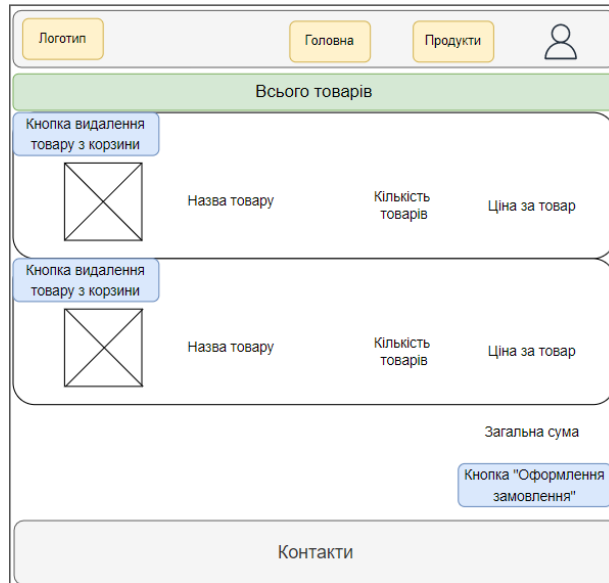 Логотип
Головна
Продукти
Всього товарів
Кнопка видалення
товару з корзини
Назва товару
Кількість
товарів
Ціна за товар
Кнопка видалення
товару з корзини
Назва товару
Кількість
товарів
Ціна за товар
Загальна сума
Кнопка "Оформлення
замовлення"
Контакти